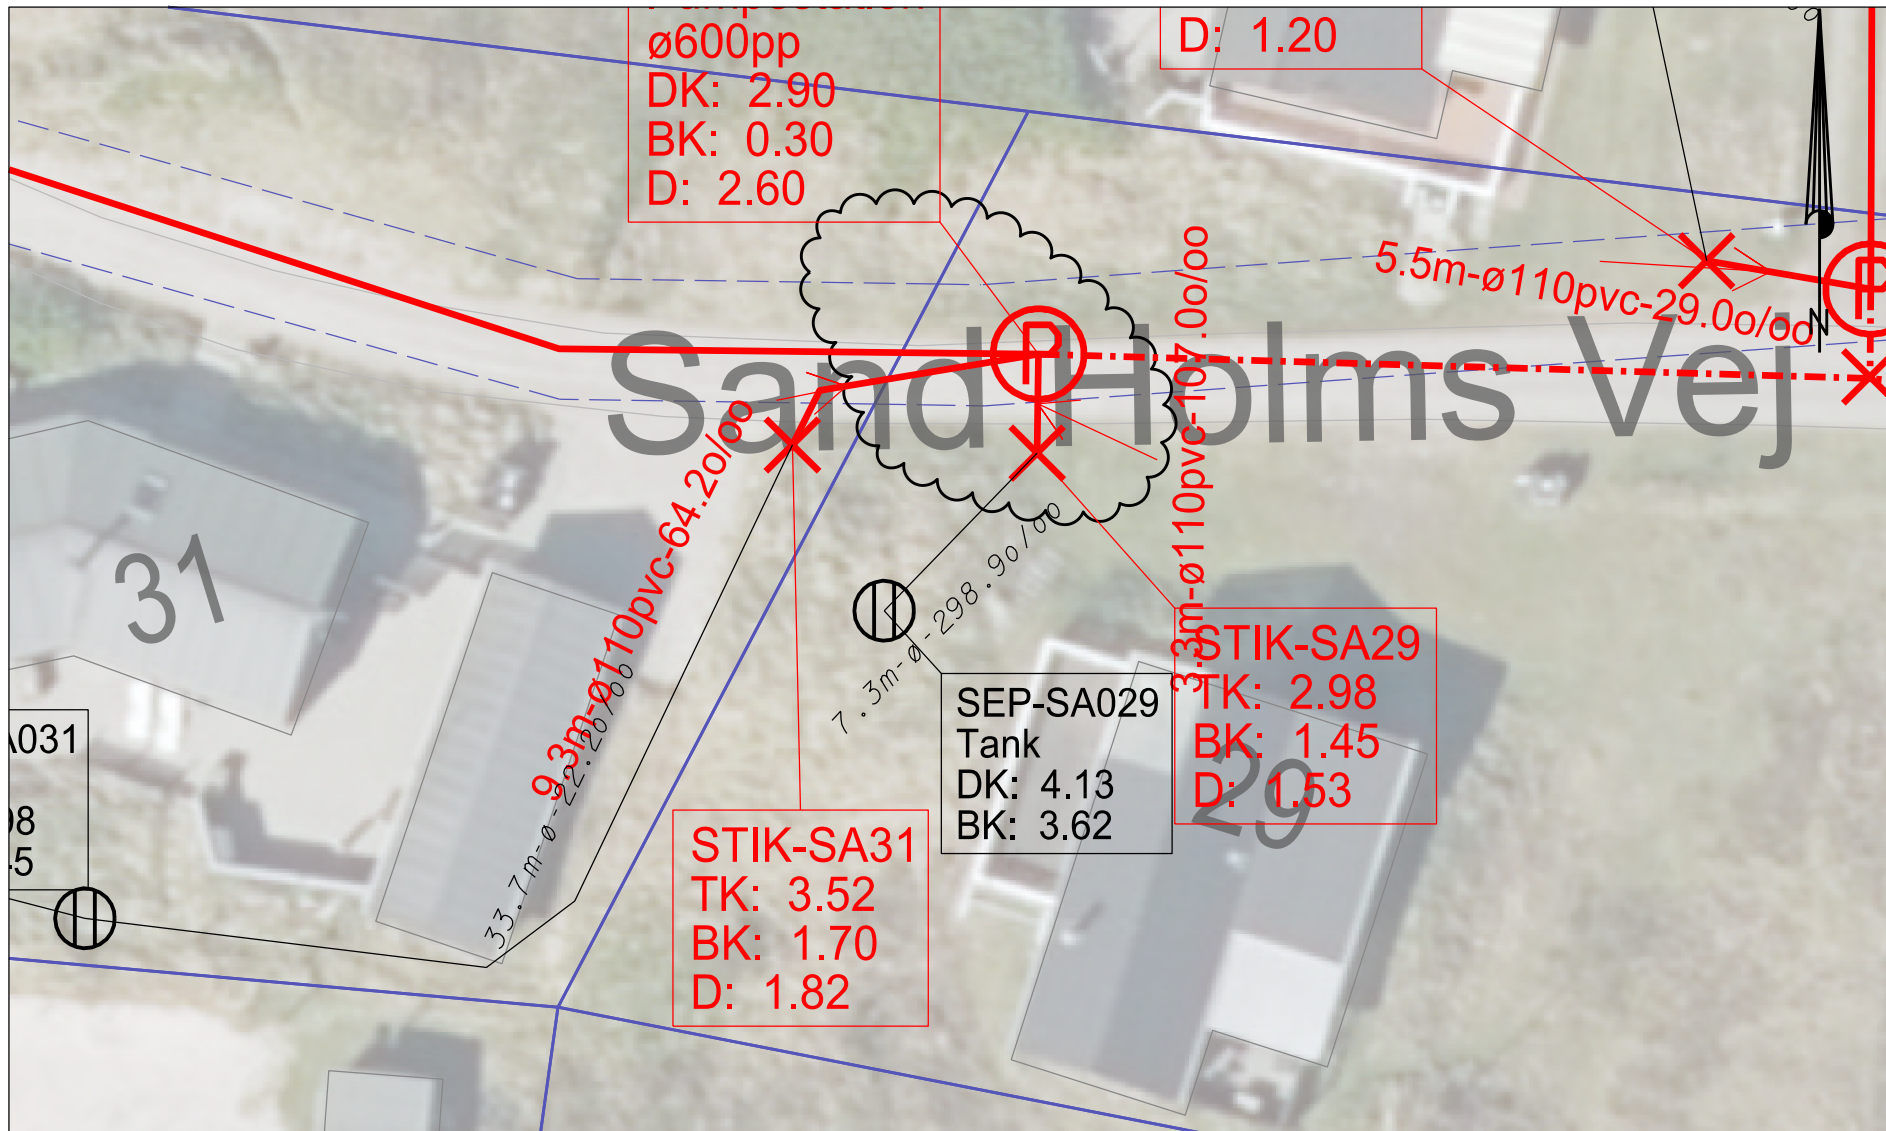 ø600pp
DK: 2.90
BK: 0.30
D: 2.60
D: 1.20
5.5m-ø110pvc-29.0o/oo
N
Sand Holms Vej
3.3m-ø110pvc-107.0o/oo
9.3m-ø110pvc-64.2o/oo
33.7m-ø-22.2o/oo
7.3m-ø-298.9o/oo
31
29
STIK-SA29
TK: 2.98
BK: 1.45
D: 1.53
SEP-SA029
Tank
DK: 4.13
BK: 3.62
STIK-SA31
TK: 3.52
BK: 1.70
D: 1.82
A031
98
45